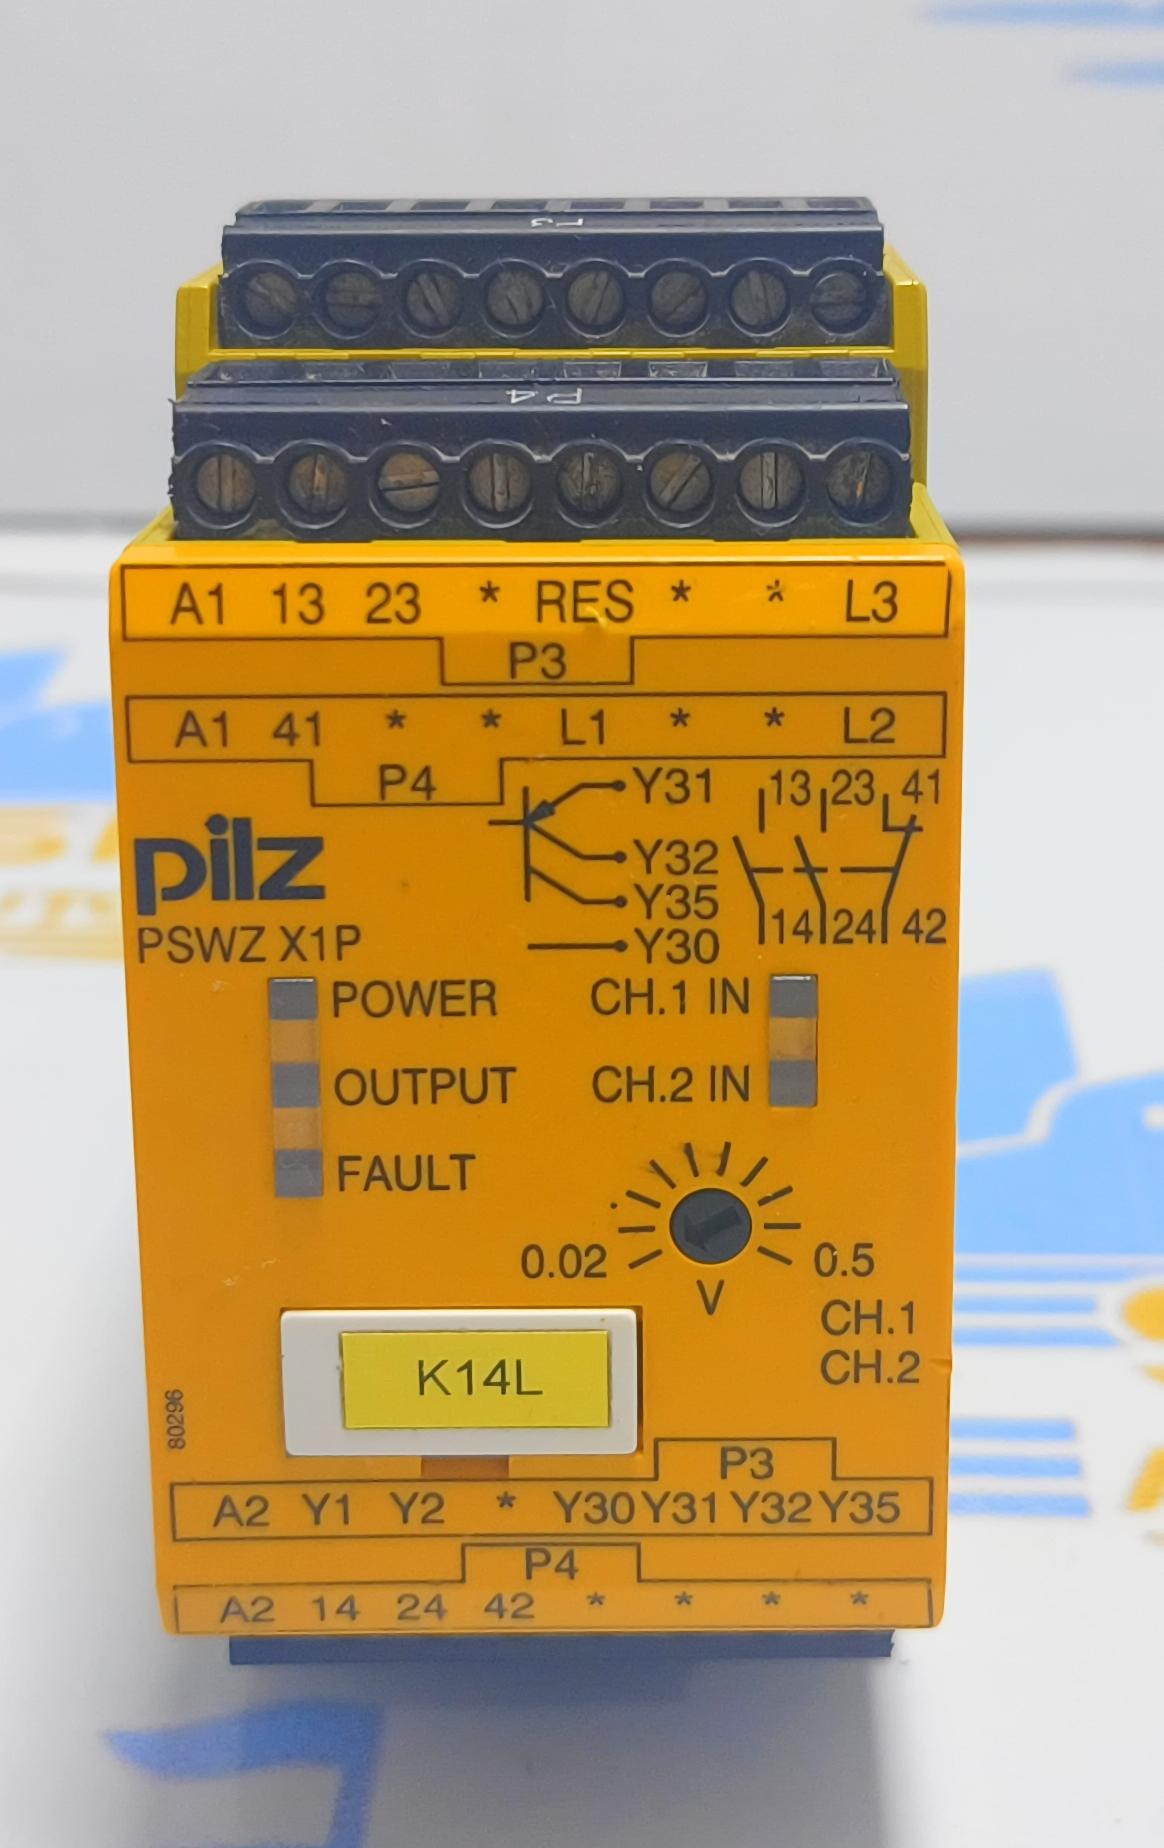 P3
P4
A1 13 23 * RES * * L3
P3
A1 41 * * L1 * * L2
P4
Y31 13 23 41
pilz
Y32
Y35
PSWZ X1P
Y30 14 24 42
POWER CH.1 IN
OUTPUT CH.2 IN
FAULT
0.02 0.5
V
CH.1
CH.2
K14L
80296
P3
A2 Y1 Y2 * Y30 Y31 Y32 Y35
P4
A2 14 24 42 * * * *